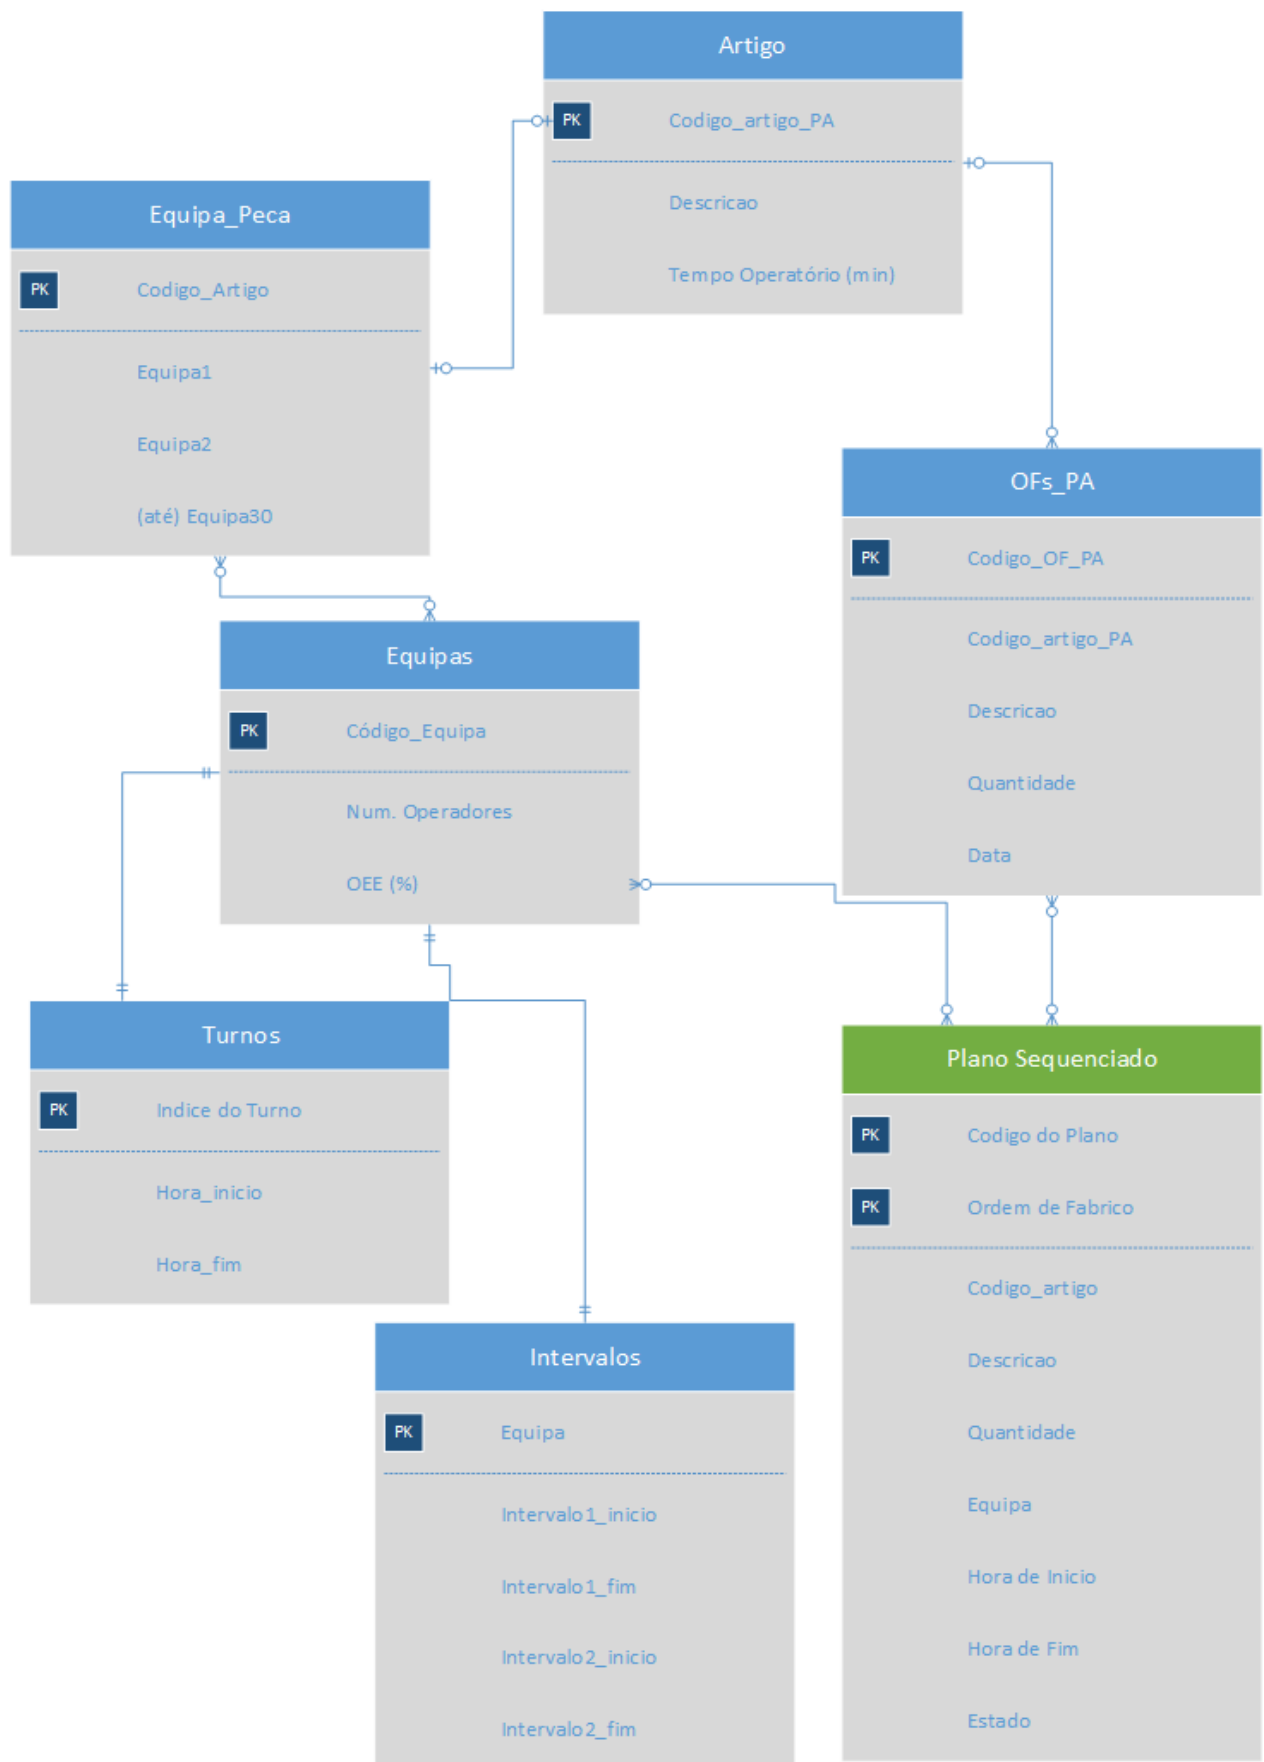 Artigo
PK Codigo_artigo_PA
Descricao
Tempo Operatório (min)
Equipa_Peca
PK Codigo_Artigo
Equipa1
Equipa2
(até) Equipa30
OFs_PA
PK Codigo_OF_PA
Codigo_artigo_PA
Descricao
Quantidade
Data
Equipas
PK Código_Equipa
Num. Operadores
OEE (%)
Turnos
PK Indice do Turno
Hora_inicio
Hora_fim
Plano Sequenciado
PK Codigo do Plano
PK Ordem de Fabrico
Codigo_artigo
Descricao
Quantidade
Equipa
Hora de Inicio
Hora de Fim
Estado
Intervalos
PK Equipa
Intervalo1_inicio
Intervalo1_fim
Intervalo2_inicio
Intervalo2_fim